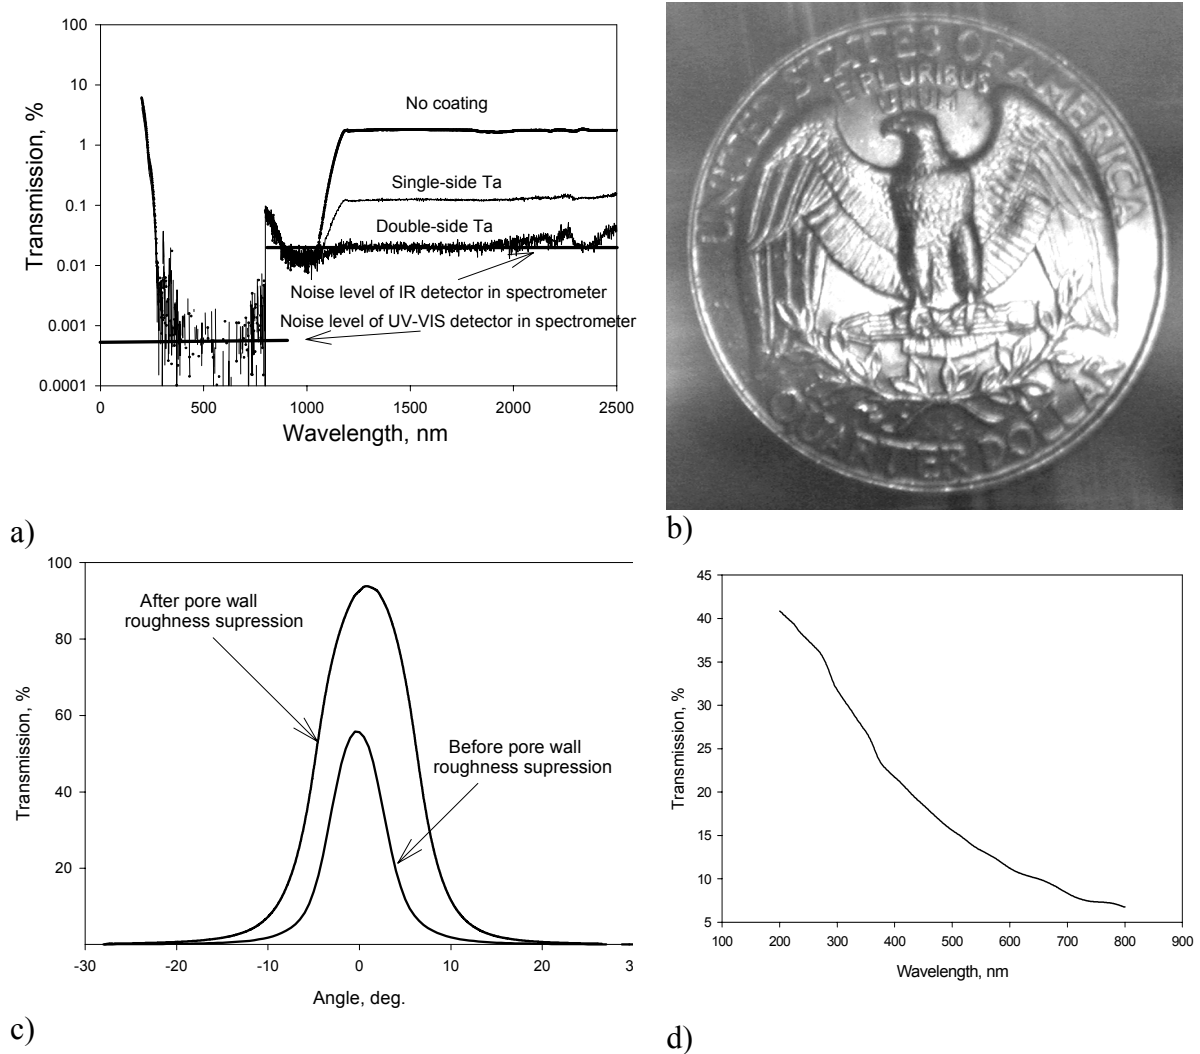 100
10
1
0.1
0.01
0.001
0.0001
Transmission, %
No coating
Single-side Ta
Double-side Ta
Noise level of IR detector in spectrometer
Noise level of UV-VIS detector in spectrometer
0 500 1000 1500 2000 2500
Wavelength, nm
a)
UNITED STATES OF AMERICA
E PLURIBUS
UNUM
QUARTER DOLLAR
b)
100
80
60
40
20
Transmission, %
After pore wall
roughness supression
Before pore wall
roughness supression
-30 -20 -10 0 10 20 3
Angle, deg.
c)
45
40
35
30
25
20
15
10
5
Transmission, %
100 200 300 400 500 600 700 800 900
Wavelength, nm
d)